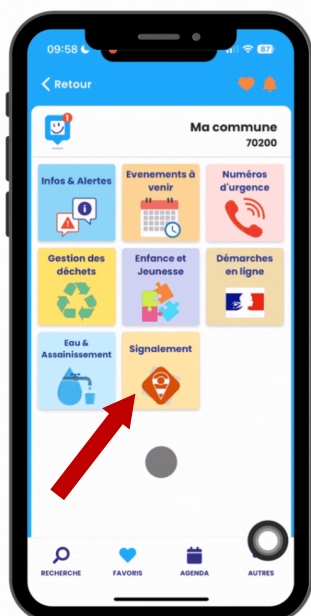 09:58
87
Retour
1
Ma commune
70200
Infos & Alertes
Evenements à
venir
Numéros
d'urgence
Gestion des
déchets
Enfance et
Jeunesse
Démarches
en ligne
Eau &
Assainissement
Signalement
RECHERCHE
FAVORIS
AGENDA
AUTRES